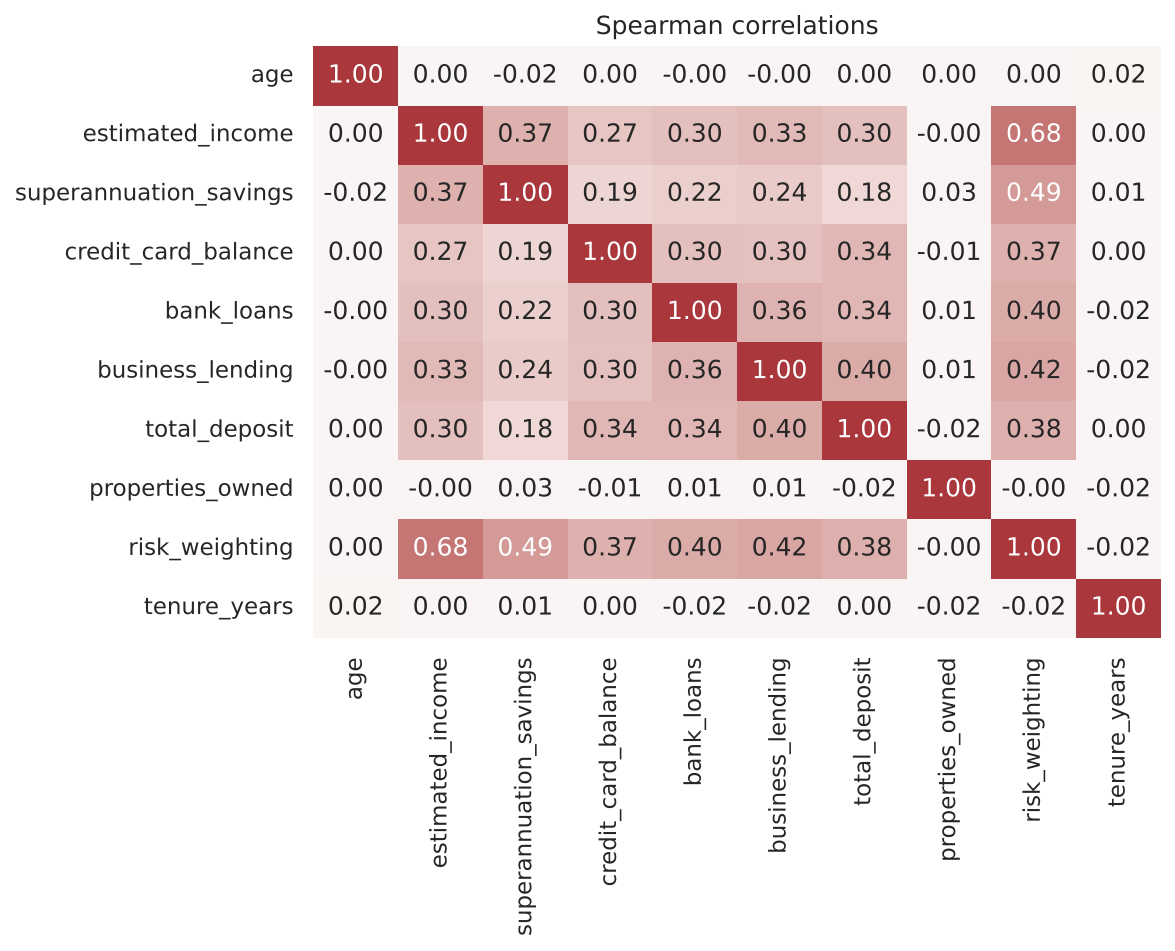 Spearman correlations
age 1.00 0.00 -0.02 0.00 -0.00 -0.00 0.00 0.00 0.00 0.02
estimated_income 0.00 1.00 0.37 0.27 0.30 0.33 0.30 -0.00 0.68 0.00
superannuation_savings -0.02 0.37 1.00 0.19 0.22 0.24 0.18 0.03 0.49 0.01
credit_card_balance 0.00 0.27 0.19 1.00 0.30 0.30 0.34 -0.01 0.37 0.00
bank_loans -0.00 0.30 0.22 0.30 1.00 0.36 0.34 0.01 0.40 -0.02
business_lending -0.00 0.33 0.24 0.30 0.36 1.00 0.40 0.01 0.42 -0.02
total_deposit 0.00 0.30 0.18 0.34 0.34 0.40 1.00 -0.02 0.38 0.00
properties_owned 0.00 -0.00 0.03 -0.01 0.01 0.01 -0.02 1.00 -0.00 -0.02
risk_weighting 0.00 0.68 0.49 0.37 0.40 0.42 0.38 -0.00 1.00 -0.02
tenure_years 0.02 0.00 0.01 0.00 -0.02 -0.02 0.00 -0.02 -0.02 1.00
age
estimated_income
superannuation_savings
credit_card_balance
bank_loans
business_lending
total_deposit
properties_owned
risk_weighting
tenure_years